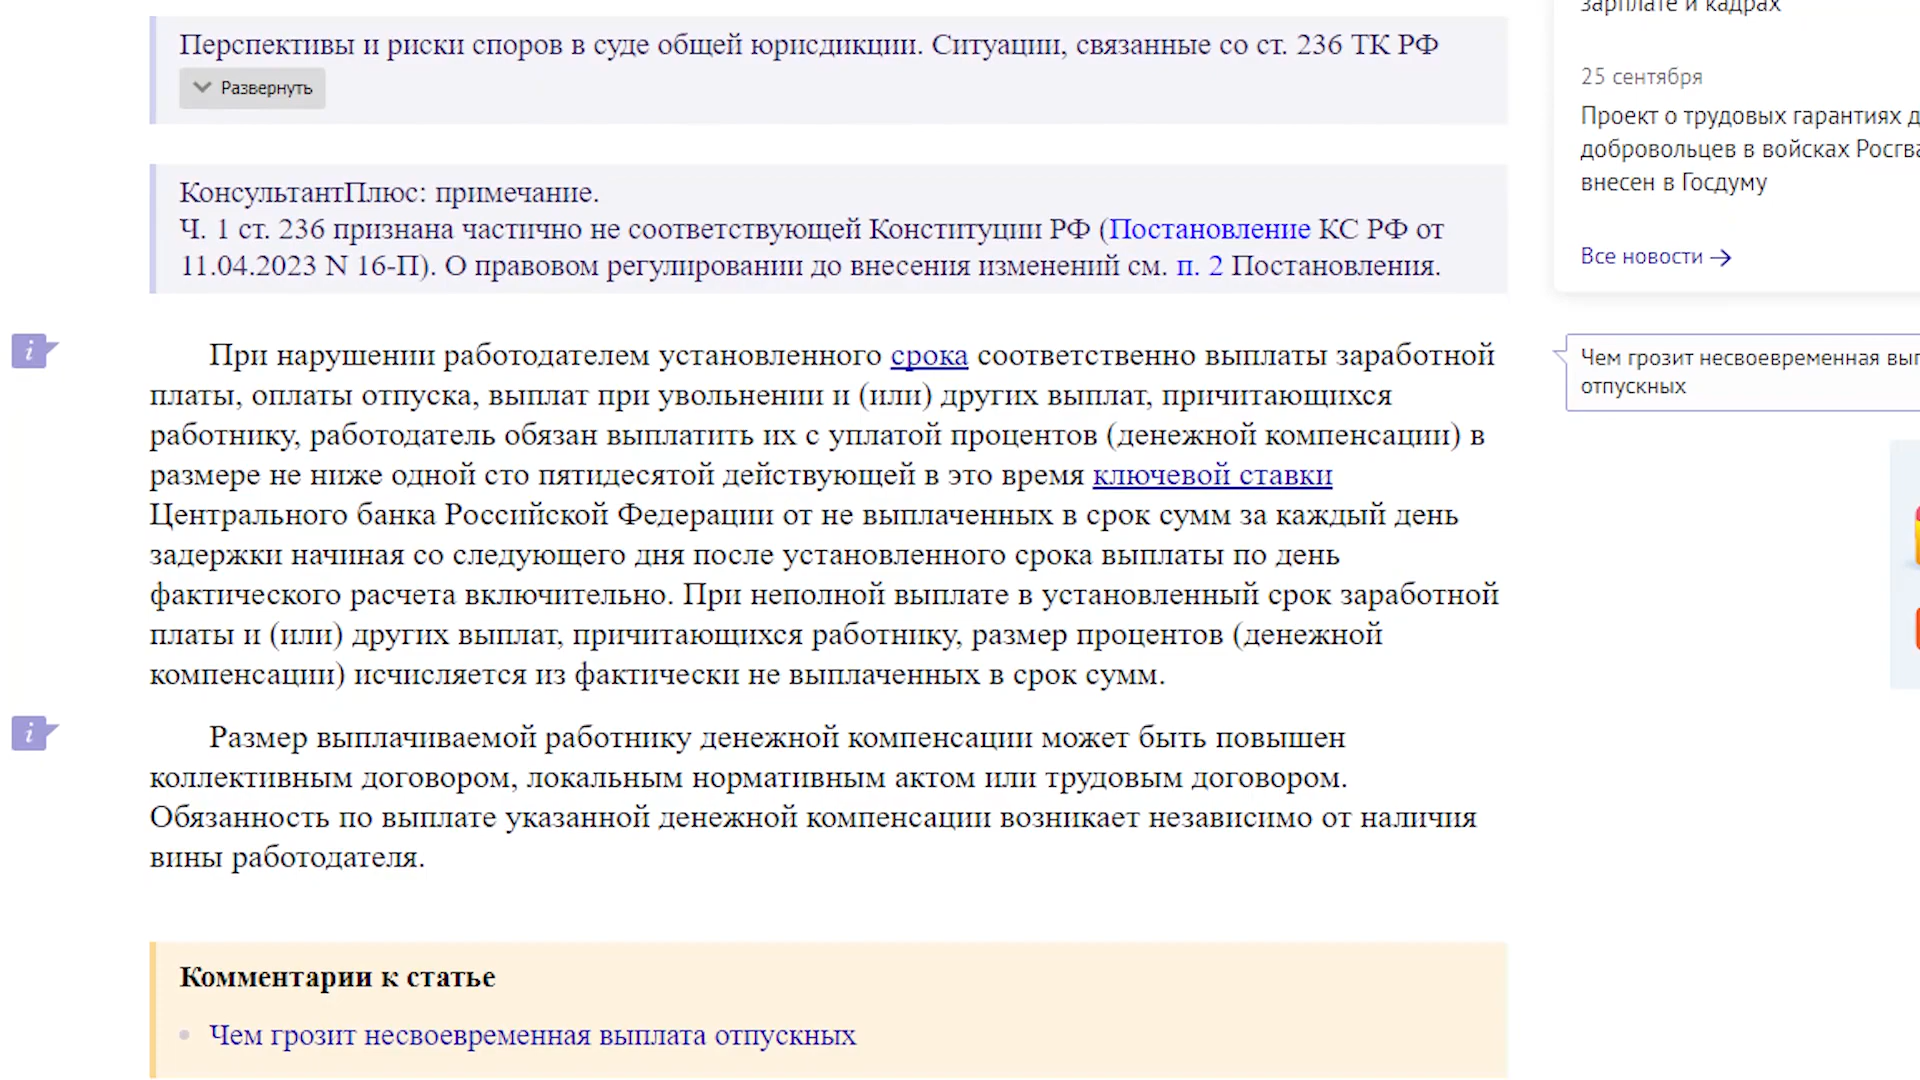 Перспективы и риски споров в суде общей юрисдикции. Ситуации, связанные со ст. 236 ТК РФ
Развернуть
КонсультантПлюс: примечание.
Ч. 1 ст. 236 признана частично не соответствующей Конституции РФ (Постановление КС РФ от
11.04.2023 N 16-П). О правовом регулировании до внесения изменений см. п. 2 Постановления.
При нарушении работодателем установленного срока соответственно выплаты заработной
платы, оплаты отпуска, выплат при увольнении и (или) других выплат, причитающихся
работнику, работодатель обязан выплатить их с уплатой процентов (денежной компенсации) в
размере не ниже одной сто пятидесятой действующей в это время ключевой ставки
Центрального банка Российской Федерации от не выплаченных в срок сумм за каждый день
задержки начиная со следующего дня после установленного срока выплаты по день
фактического расчета включительно. При неполной выплате в установленный срок заработной
платы и (или) других выплат, причитающихся работнику, размер процентов (денежной
компенсации) исчисляется из фактически не выплаченных в срок сумм.
Размер выплачиваемой работнику денежной компенсации может быть повышен
коллективным договором, локальным нормативным актом или трудовым договором.
Обязанность по выплате указанной денежной компенсации возникает независимо от наличия
вины работодателя.
Комментарии к статье
Чем грозит несвоевременная выплата отпускных
зарплате и кадрах
25 сентября
Проект о трудовых гарантиях д
добровольцев в войсках Росгва
внесен в Госдуму
Все новости
Чем грозит несвоевременная вып
отпускных